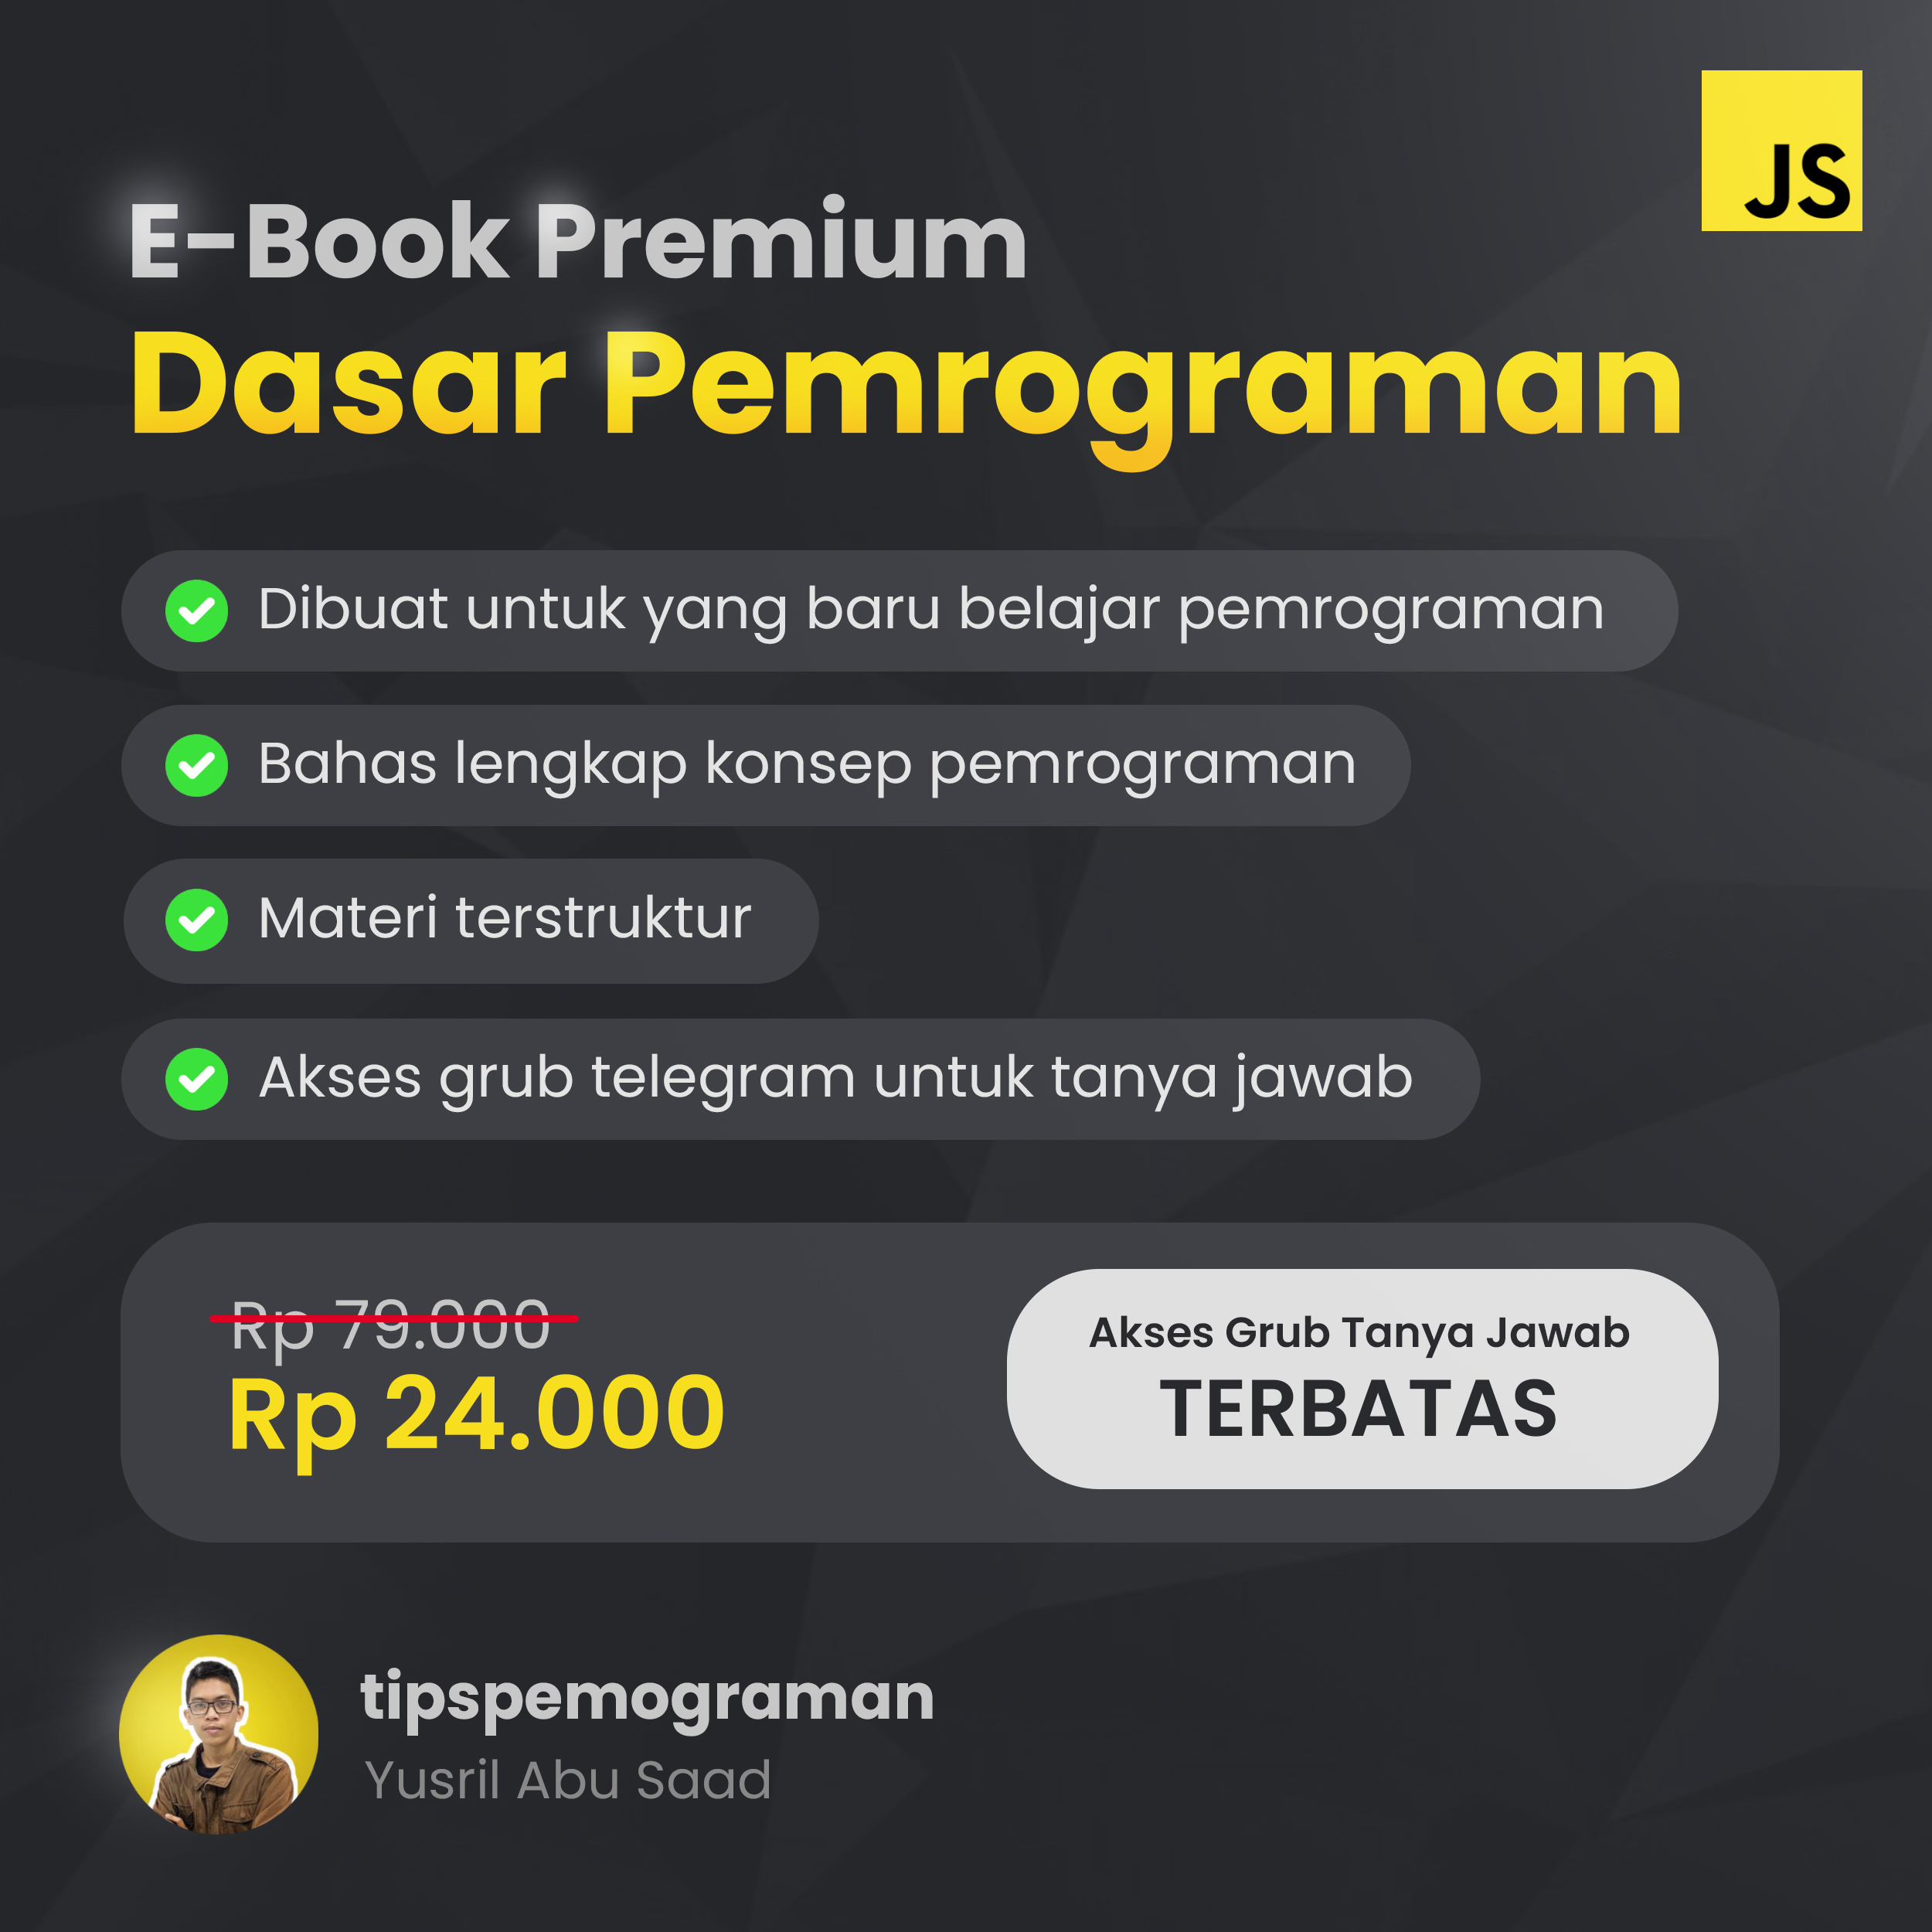 JS
E-Book Premium
Dasar Pemrograman
Dibuat untuk yang baru belajar pemrograman
Bahas lengkap konsep pemrograman
Materi terstruktur
Akses grub telegram untuk tanya jawab
Rp 79.000
Rp 24.000
Akses Grub Tanya Jawab
TERBATAS
tipspemograman
Yusril Abu Saad